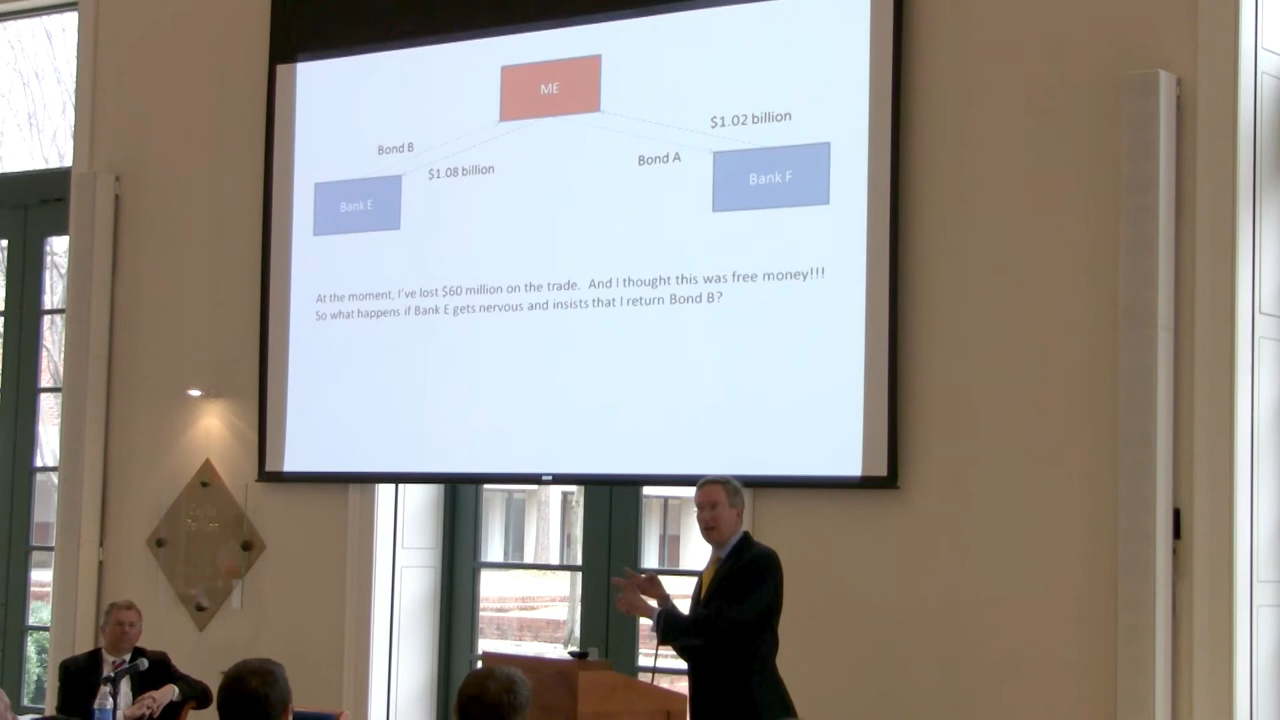 ME
$1.02 billion
Bond B
Bond A
$1.08 billion
Bank F
Bank E
At the moment, I've lost $60 million on the trade. And I thought this was free money!!!
So what happens if Bank E gets nervous and insists that I return Bond B?